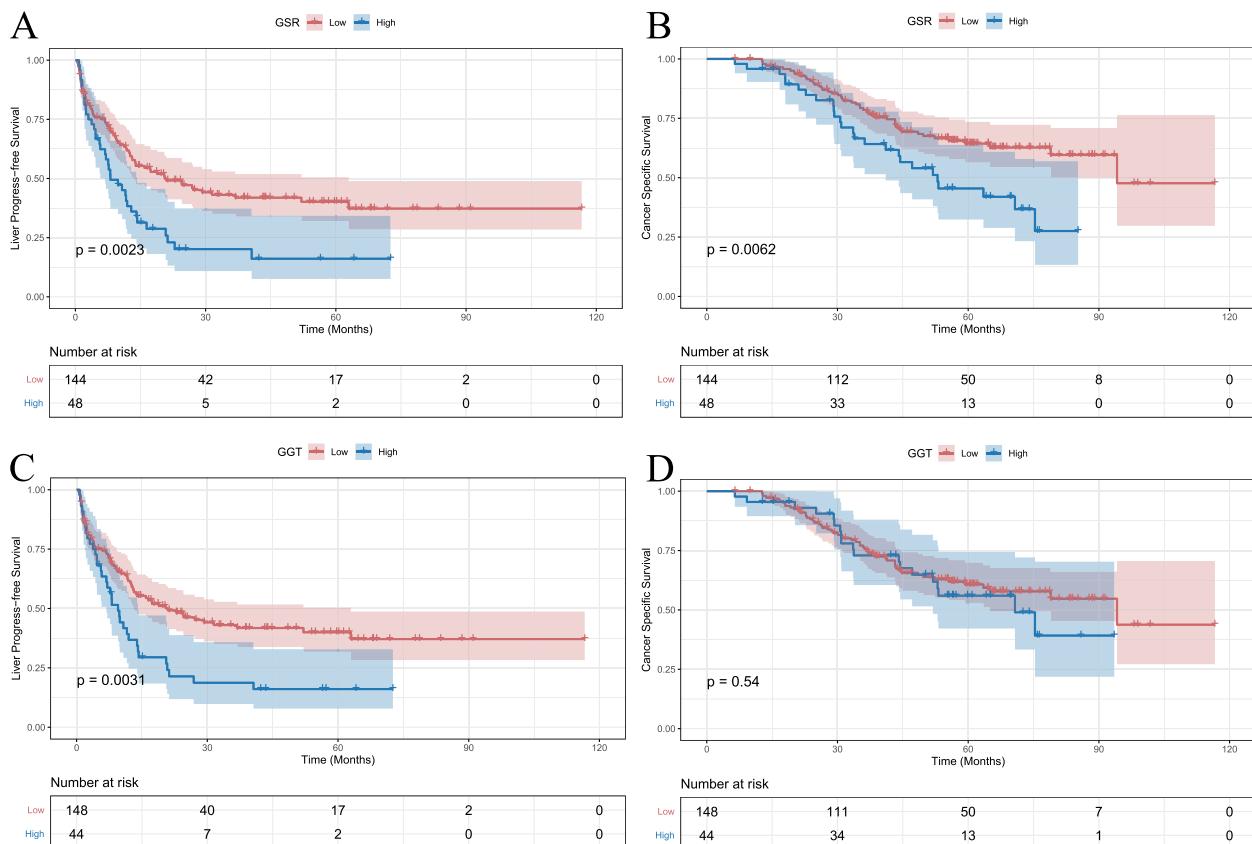 A
GSR Low High
Liver Progress-free Survival
1.00
0.75
0.50
0.25
0.00
p = 0.0023
0 30 60 90 120
Time (Months)
Number at risk
Low 144 42 17 2 0
High 48 5 2 0 0
B
GSR Low High
Cancer Specific Survival
1.00
0.75
0.50
0.25
0.00
p = 0.0062
0 30 60 90 120
Time (Months)
Number at risk
Low 144 112 50 8 0
High 48 33 13 0 0
C
GGT Low High
Liver Progress-free Survival
1.00
0.75
0.50
0.25
0.00
p = 0.0031
0 30 60 90 120
Time (Months)
Number at risk
Low 148 40 17 2 0
High 44 7 2 0 0
D
GGT Low High
Cancer Specific Survival
1.00
0.75
0.50
0.25
0.00
p = 0.54
0 30 60 90 120
Time (Months)
Number at risk
Low 148 111 50 7 0
High 44 34 13 1 0